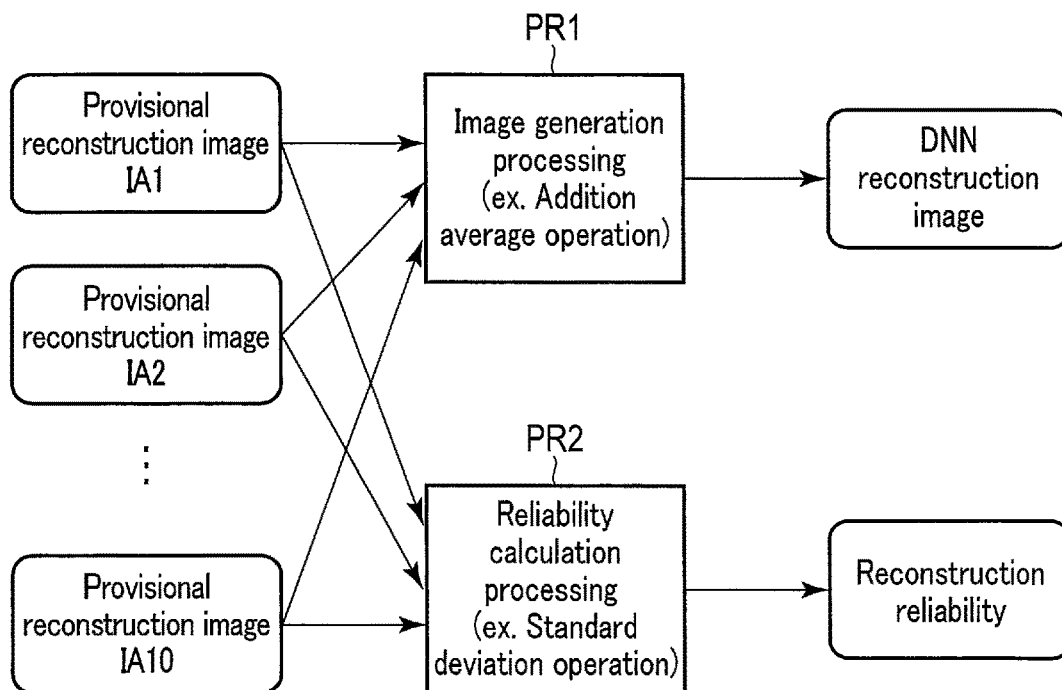 PR1
Provisional
reconstruction image
IA1
Image generation
processing
(ex. Addition
average operation)
DNN
reconstruction
image
Provisional
reconstruction image
IA2
PR2
Provisional
reconstruction image
IA10
Reliability
calculation
processing
(ex. Standard
deviation operation)
Reconstruction
reliability